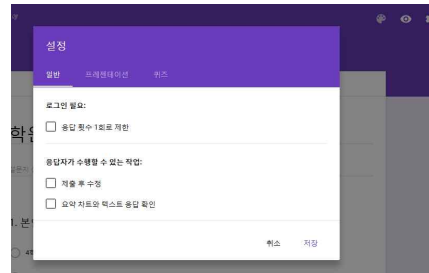 설정
일반 프레젠테이션 퀴즈
로그인 필요:
응답 횟수 1회로 제한
응답자가 수행할 수 있는 작업:
제출 후 수정
요약 차트와 텍스트 응답 확인
1. 본
취소 저장